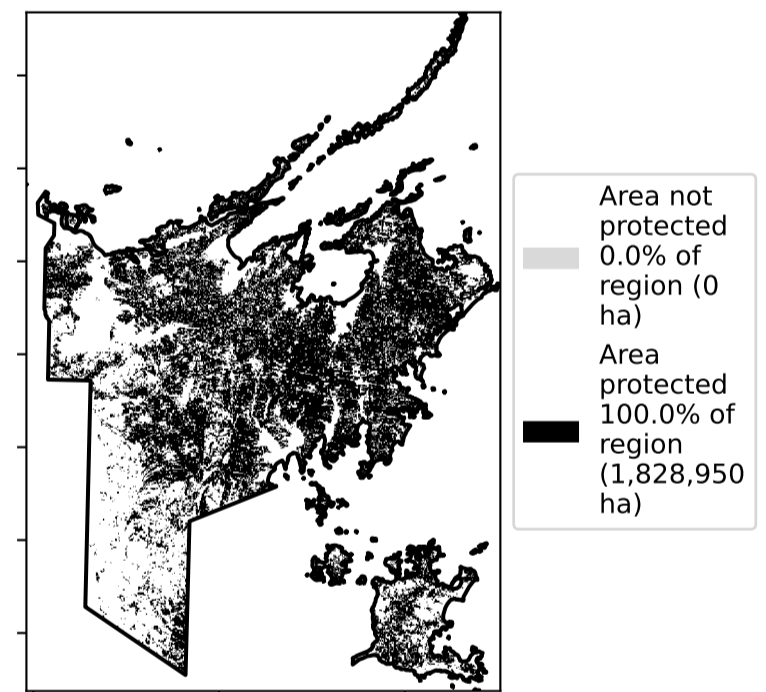 Area not
protected
0.0% of
region (0
ha)
Area
protected
100.0% of
region
(1,828,950
ha)